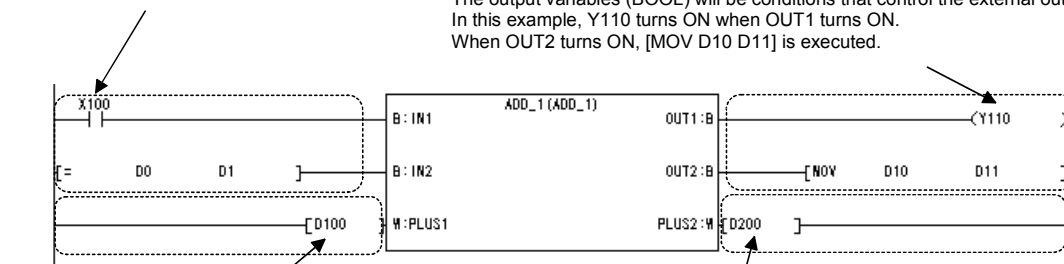 The output variables (BOOL) will be conditions that control the external out
In this example, Y110 turns ON when OUT1 turns ON.
When OUT2 turns ON, [MOV D10 D11] is executed.
X100
ADD_1(ADD_1)
B:IN1
OUT1:B
(Y110 )
[= D0 D1 ]
B:IN2
OUT2:B
[MOV D10 D11 ]
[D100 ]
W:PLUS1
PLUS2:W
[D200 ]